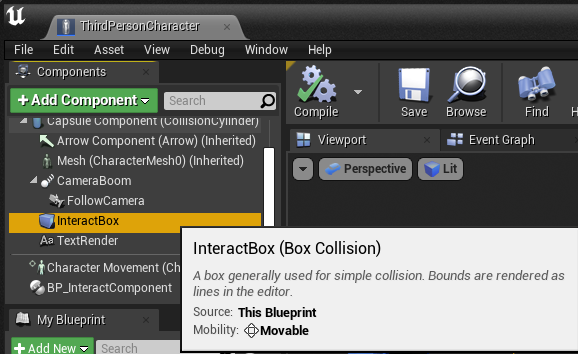 ThirdPersonCharacter
File Edit Asset View Debug Window Help
Components
+ Add Component
Search
Capsule Component (CollisionCylinder)
Arrow Component (Arrow) (Inherited)
Mesh (CharacterMesh0) (Inherited)
CameraBoom
FollowCamera
InteractBox
Aa TextRender
Character Movement (Ch
BP_InteractComponent
My Blueprint
+ Add New
Search
Compile
Save
Browse
Find
Viewport
Event Graph
Perspective
Lit
InteractBox (Box Collision)
A box generally used for simple collision. Bounds are rendered as
lines in the editor.
Source: This Blueprint
Mobility: Movable